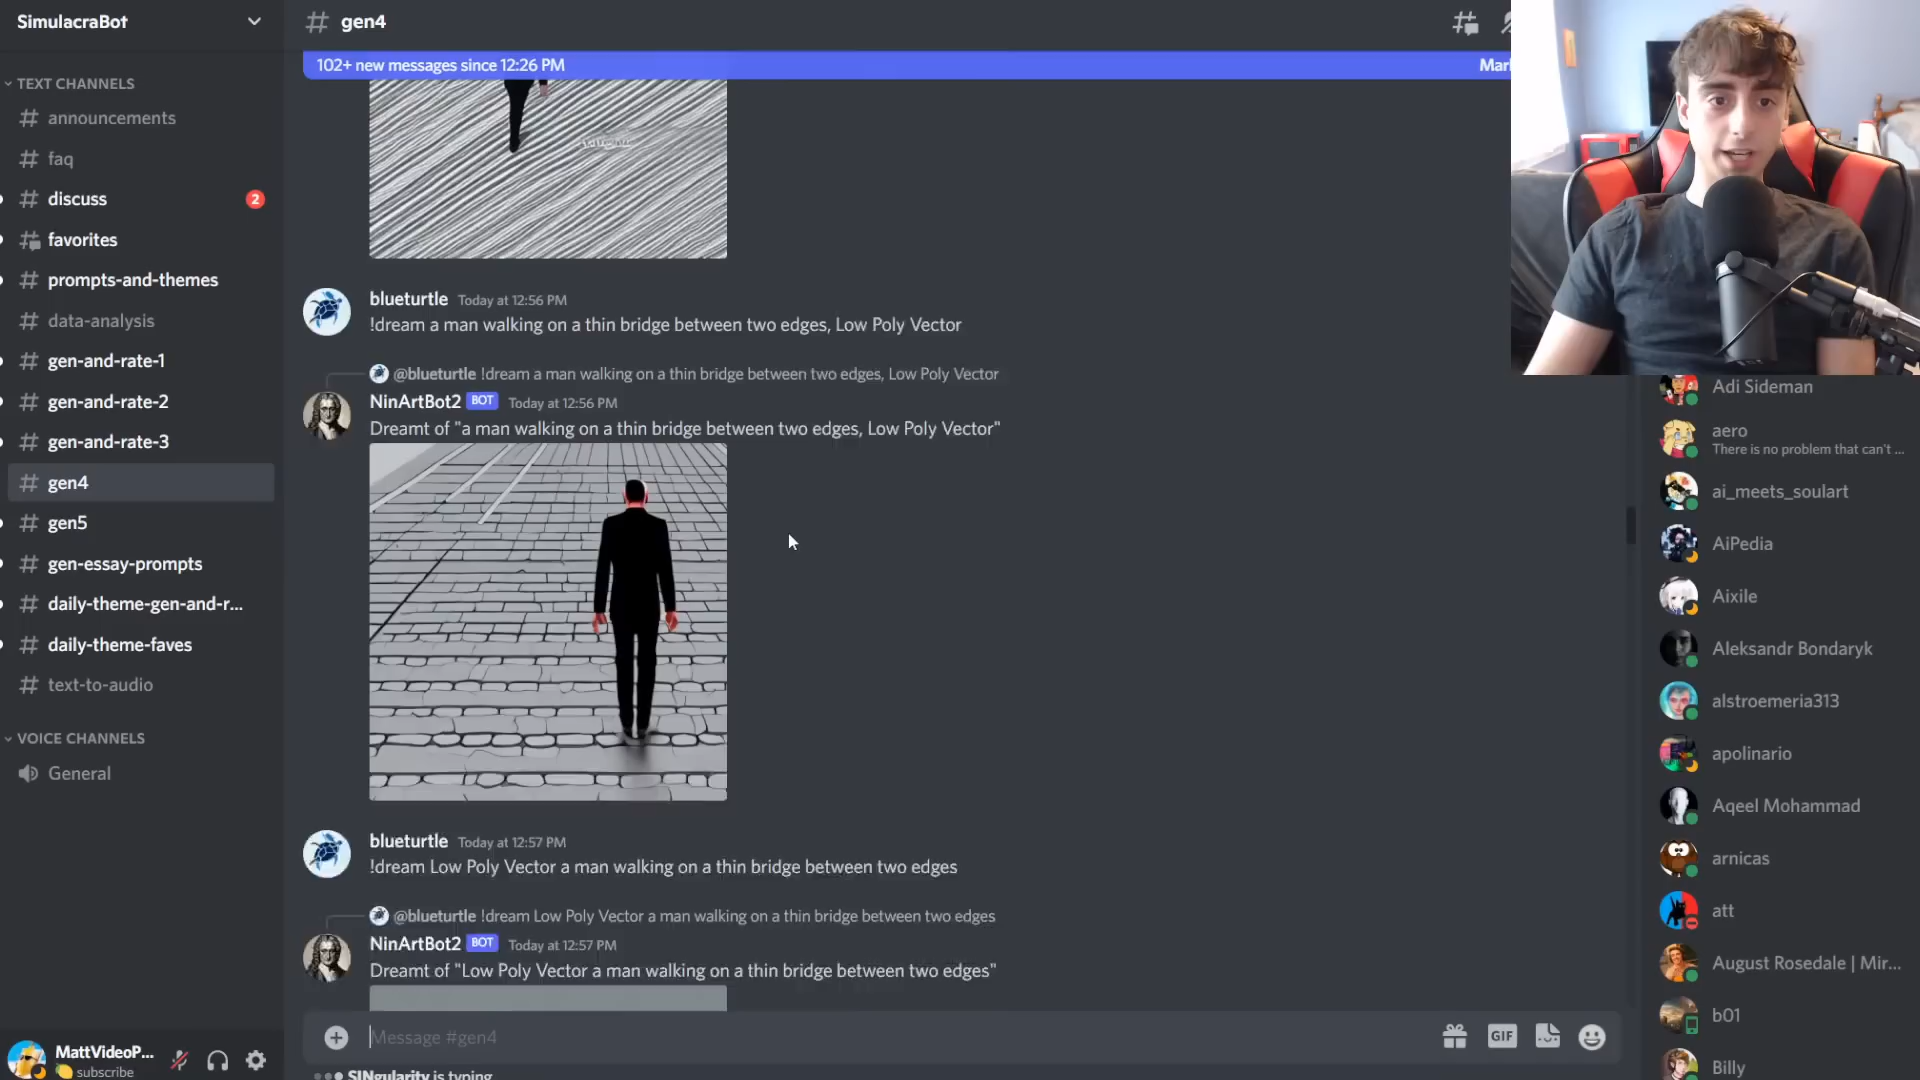 SimulacraBot
TEXT CHANNELS
# announcements
# faq
# discuss 2
# favorites
# prompts-and-themes
# data-analysis
# gen-and-rate-1
# gen-and-rate-2
# gen-and-rate-3
# gen4
# gen5
# gen-essay-prompts
# daily-theme-gen-and-r...
# daily-theme-faves
# text-to-audio
VOICE CHANNELS
General
MattVideoP...
subscribe
# gen4
102+ new messages since 12:26 PM
Mar
blueturtle Today at 12:56 PM
!dream a man walking on a thin bridge between two edges, Low Poly Vector
@blueturtle !dream a man walking on a thin bridge between two edges, Low Poly Vector
NinArtBot2 BOT Today at 12:56 PM
Dreamt of "a man walking on a thin bridge between two edges, Low Poly Vector"
blueturtle Today at 12:57 PM
!dream Low Poly Vector a man walking on a thin bridge between two edges
@blueturtle !dream Low Poly Vector a man walking on a thin bridge between two edges
NinArtBot2 BOT Today at 12:57 PM
Dreamt of "Low Poly Vector a man walking on a thin bridge between two edges"
Message #gen4
GIF
SINgularity is typing
Adi Sideman
aero
There is no problem that can't ...
ai_meets_soulart
AiPedia
Aixile
Aleksandr Bondaryk
alstroemeria313
apolinario
Aqeel Mohammad
arnicas
att
August Rosedale | Mir...
b01
Billy